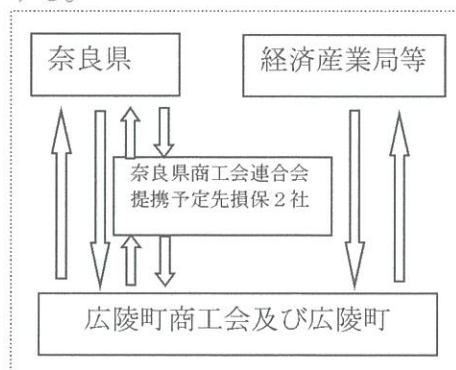 する。
奈良県
経済産業局等
奈良県商工会連合会
提携予定先損保２社
広陵町商工会及び広陵町